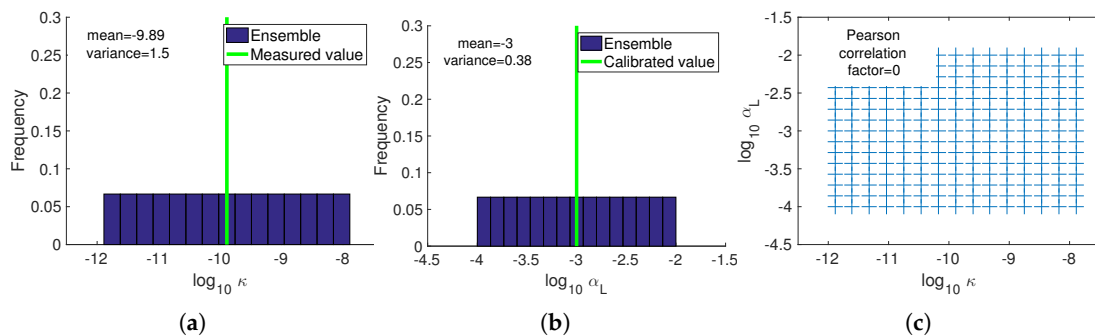 0.3
0.25
0.2
0.15
0.1
0.05
0
Frequency
mean=-9.89
variance=1.5
Ensemble
Measured value
-12 -11 -10 -9 -8
log10 κ
(a)
0.3
0.25
0.2
0.15
0.1
0.05
0
Frequency
mean=-3
variance=0.38
Ensemble
Calibrated value
-4.5 -4 -3.5 -3 -2.5 -2 -1.5
log10 αL
(b)
-1.5
-2
-2.5
-3
-3.5
-4
-4.5
log10 αL
Pearson
correlation
factor=0
-12 -11 -10 -9 -8
log10 κ
(c)